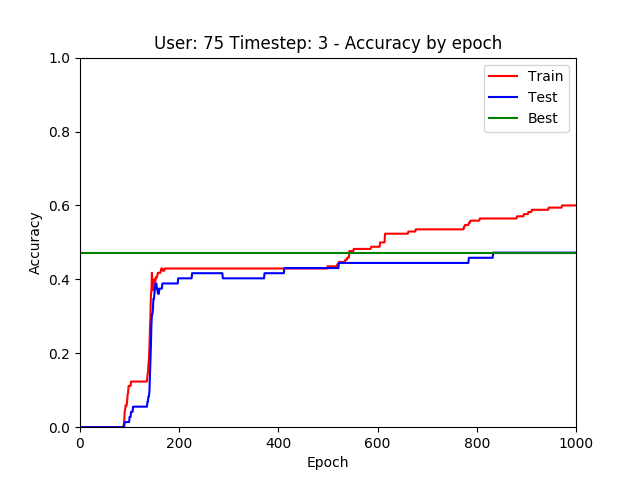 User: 75 Timestep: 3 - Accuracy by epoch
1.0
0.8
0.6
0.4
0.2
0.0
Accuracy
Train
Test
Best
0 200 400 600 800 1000
Epoch